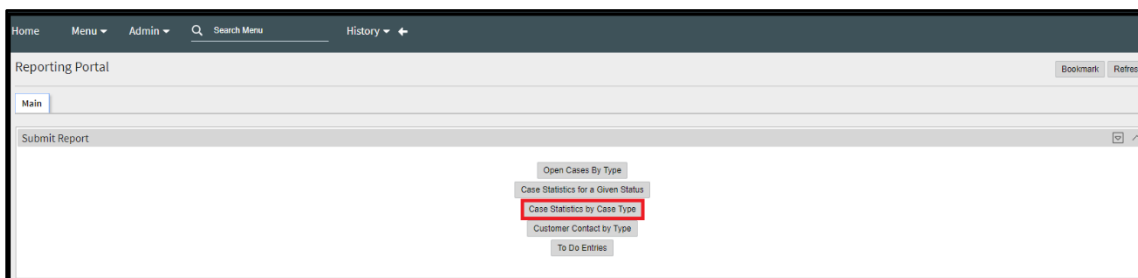 Home Menu Admin Search Menu History
Reporting Portal
Bookmark Refres
Main
Submit Report
Open Cases By Type
Case Statistics for a Given Status
Case Statistics by Case Type
Customer Contact by Type
To Do Entries